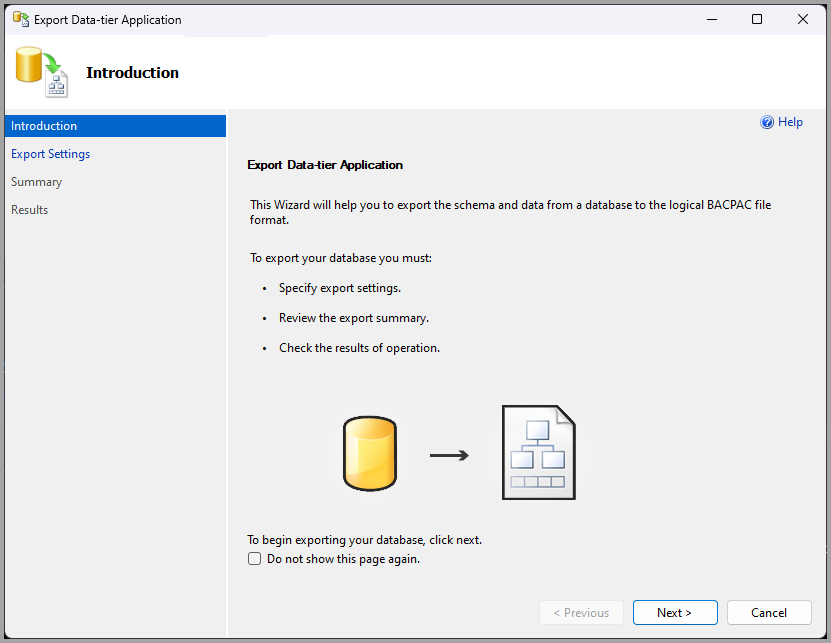 Export Data-tier Application
Introduction
Introduction
Export Settings
Summary
Results
Help
Export Data-tier Application
This Wizard will help you to export the schema and data from a database to the logical BACPAC file
format.
To export your database you must:
• Specify export settings.
• Review the export summary.
• Check the results of operation.
To begin exporting your database, click next.
Do not show this page again.
< Previous
Next >
Cancel